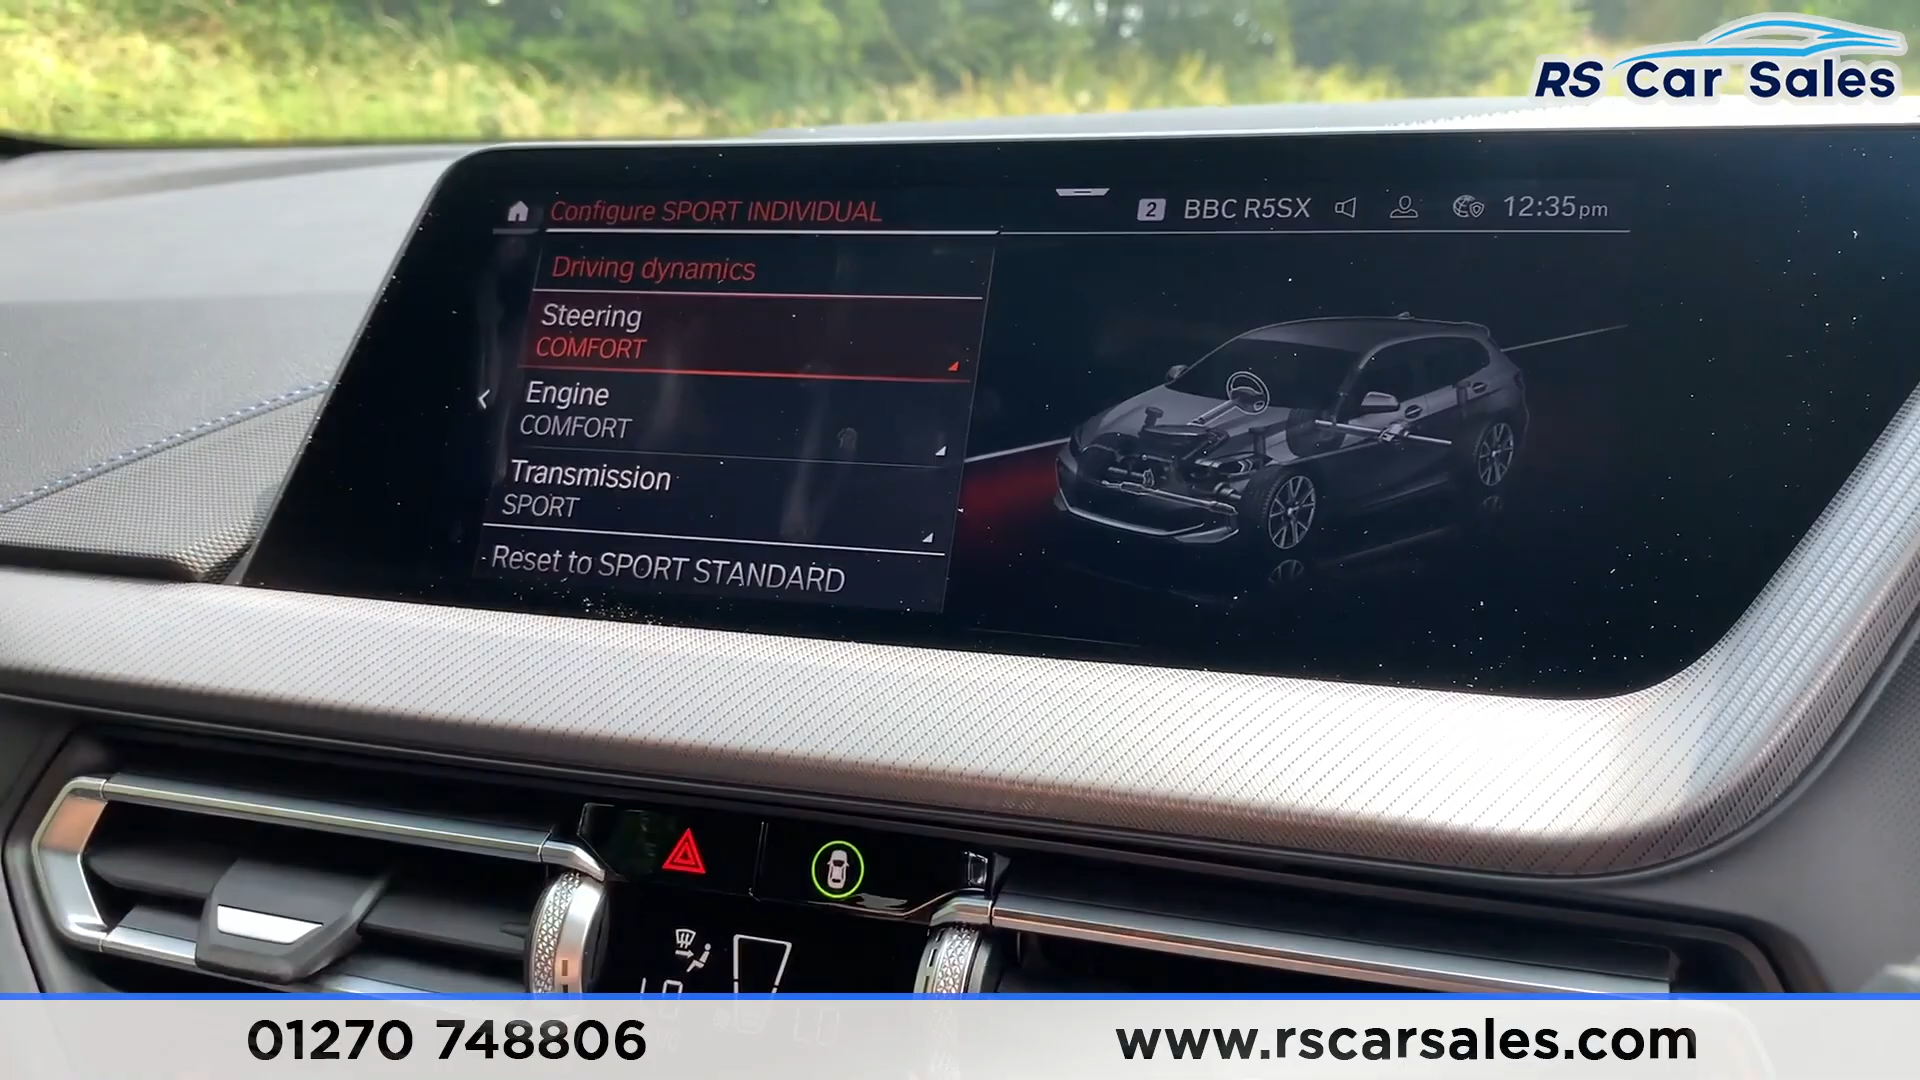 RS Car Sales
Configure SPORT INDIVIDUAL
2 BBC R5SX 12:35pm
Driving dynamics
Steering
COMFORT
Engine
COMFORT
Transmission
SPORT
Reset to SPORT STANDARD
01270 748806
www.rscarsales.com